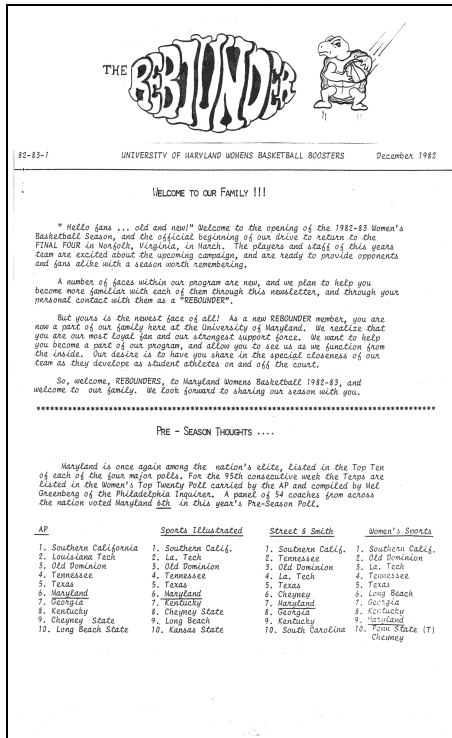 THE REBOUNDER
82-83-1 UNIVERSITY OF MARYLAND WOMENS BASKETBALL BOOSTERS December 1982
WELCOME TO OUR FAMILY !!!
" Hello fans ... old and new!" Welcome to the opening of the 1982-83 Women's
Basketball Season, and the official beginning of our drive to return to the
FINAL FOUR in Norfolk, Virginia, in March. The players and staff of this years
team are excited about the upcoming campaign, and are ready to provide opponents
and fans alike with a season worth remembering.
A number of faces within our program are new, and we plan to help you
become more familiar with each of them through this newsletter, and through your
personal contact with them as a "REBOUNDER".
But yours is the newest face of all! As a new REBOUNDER member, you are
now a part of our family here at the University of Maryland. We realize that
you are our most loyal fan and our strongest support force. We want to help
you become a part of our program, and allow you to see us as we function from
the inside. Our desire is to have you share in the special closeness of our
team as they develope as student athletes on and off the court.
So, welcome, REBOUNDERS, to Maryland Womens Basketball 1982-83, and
welcome to our family. We look forward to sharing our season with you.
PRE - SEASON THOUGHTS ....
Maryland is once again among the nation's elite, listed in the Top Ten
of each of the four major polls. For the 95th consecutive week the Terps are
listed in the Women's Top Twenty Poll carried by the AP and compiled by Mel
Greenberg of the Philadelphia Inquirer. A panel of 54 coaches from across
the nation voted Maryland 6th in this year's Pre-Season Poll.
AP Sports Illustrated Street & Smith Women's Sports
1. Southern California 1. Southern Calif. 1. Southern Calif. 1. Southern Calif.
2. Louisiana Tech 2. La. Tech 2. Tennessee 2. Old Dominion
3. Old Dominion 3. Old Dominion 3. Old Dominion 3. La. Tech
4. Tennessee 4. Tennessee 4. La. Tech 4. Tennessee
5. Texas 5. Texas 5. Texas 5. Texas
6. Maryland 6. Maryland 6. Cheyney 6. Long Beach
7. Georgia 7. Kentucky 7. Maryland 7. Georgia
8. Kentucky 8. Cheyney State 8. Georgia 8. Kentucky
9. Cheyney State 9. Long Beach 9. Kentucky 9. Maryland
10. Long Beach State 10. Kansas State 10. South Carolina 10. Penn State (T)
Cheyney